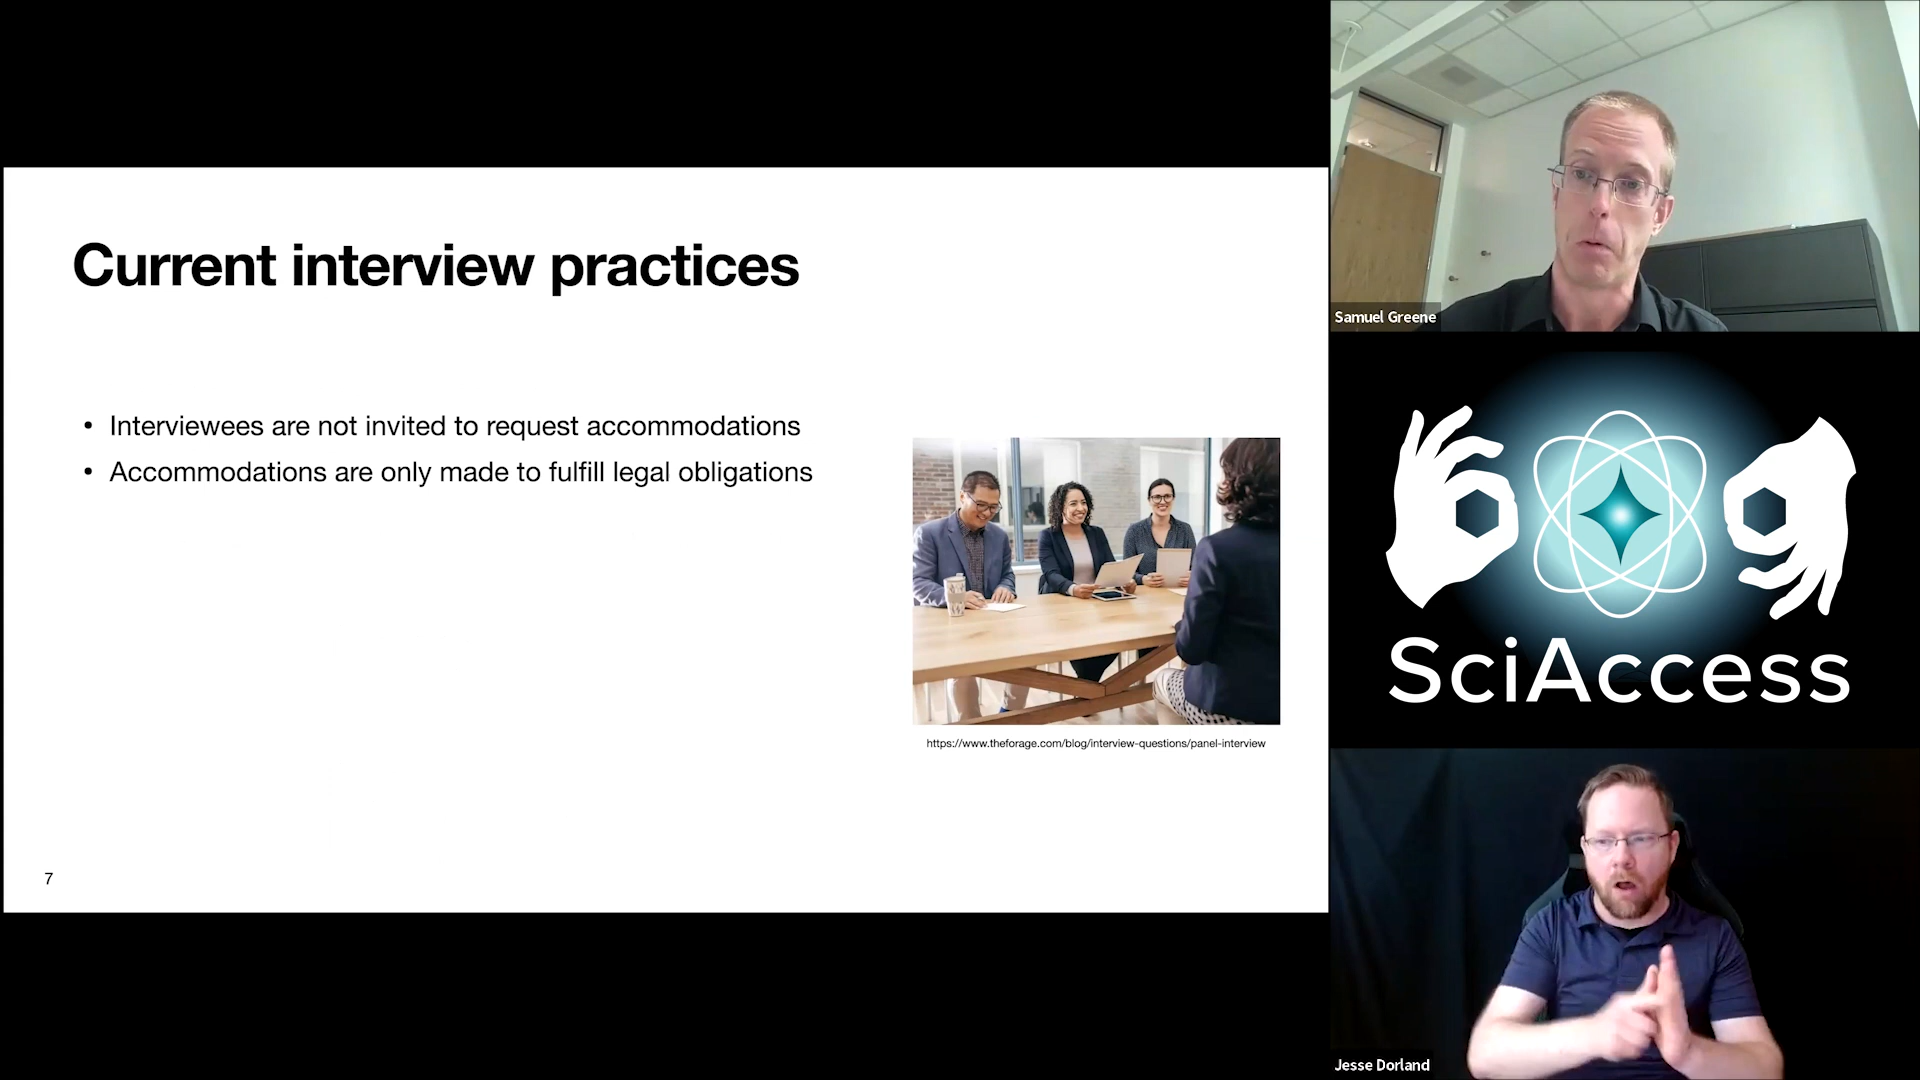 Current interview practices
• Interviewees are not invited to request accommodations
• Accommodations are only made to fulfill legal obligations
https://www.theforage.com/blog/interview-questions/panel-interview
7
Samuel Greene
SciAccess
Jesse Dorland